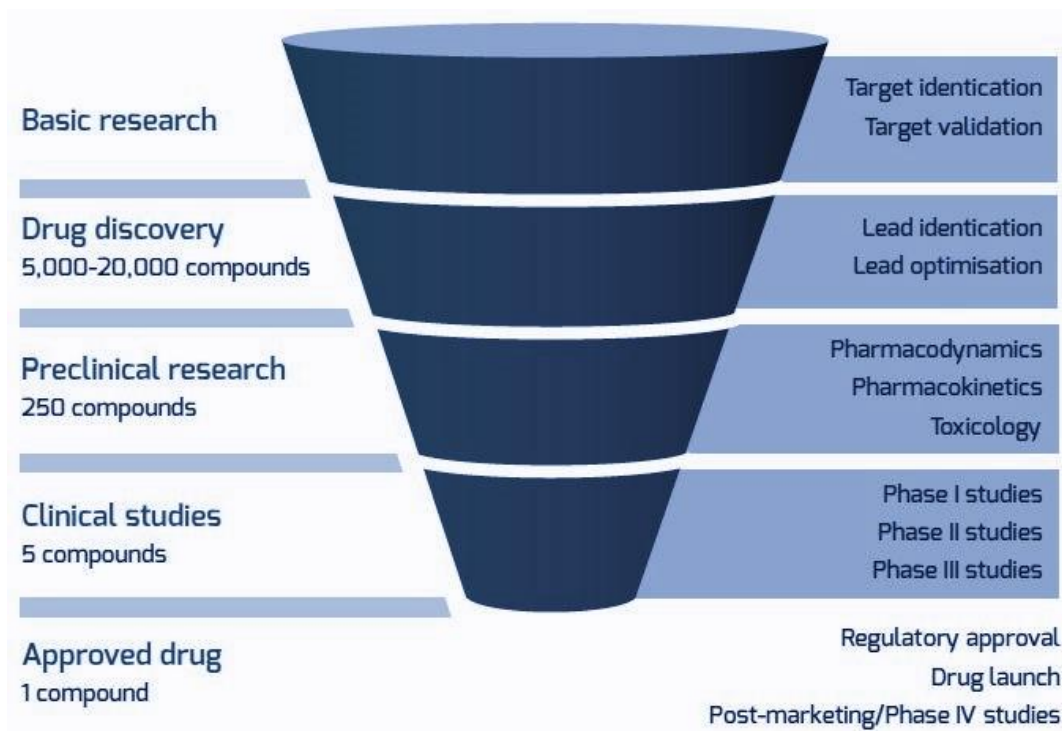 Basic research
Target identication
Target validation
Drug discovery
5,000-20,000 compounds
Lead identication
Lead optimisation
Preclinical research
250 compounds
Pharmacodynamics
Pharmacokinetics
Toxicology
Clinical studies
5 compounds
Phase I studies
Phase II studies
Phase III studies
Approved drug
1 compound
Regulatory approval
Drug launch
Post-marketing/Phase IV studies